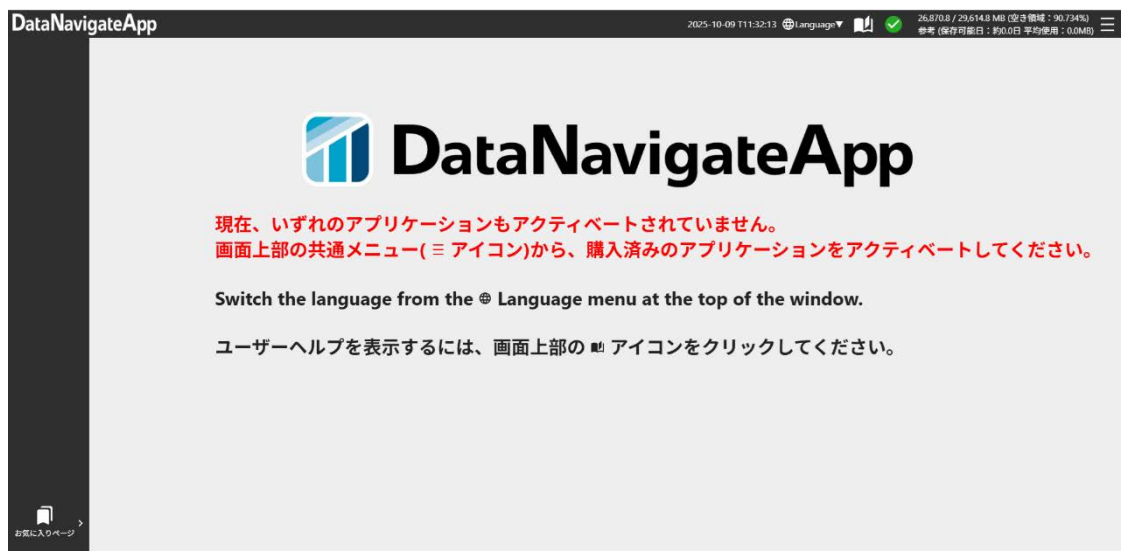 DataNavigateApp
2025-10-09 T11:32:13 Language▼
26,870.8 / 29,614.8 MB (空き領域：90.734%)
参考 (保存可能日：約0.0日 平均使用：0.0MB)
DataNavigateApp
現在、いずれのアプリケーションもアクティベートされていません。
画面上部の共通メニュー( ☰ アイコン)から、購入済みのアプリケーションをアクティベートしてください。
Switch the language from the 🌐 Language menu at the top of the window.
ユーザーヘルプを表示するには、画面上部の アイコンをクリックしてください。
お気に入りページ